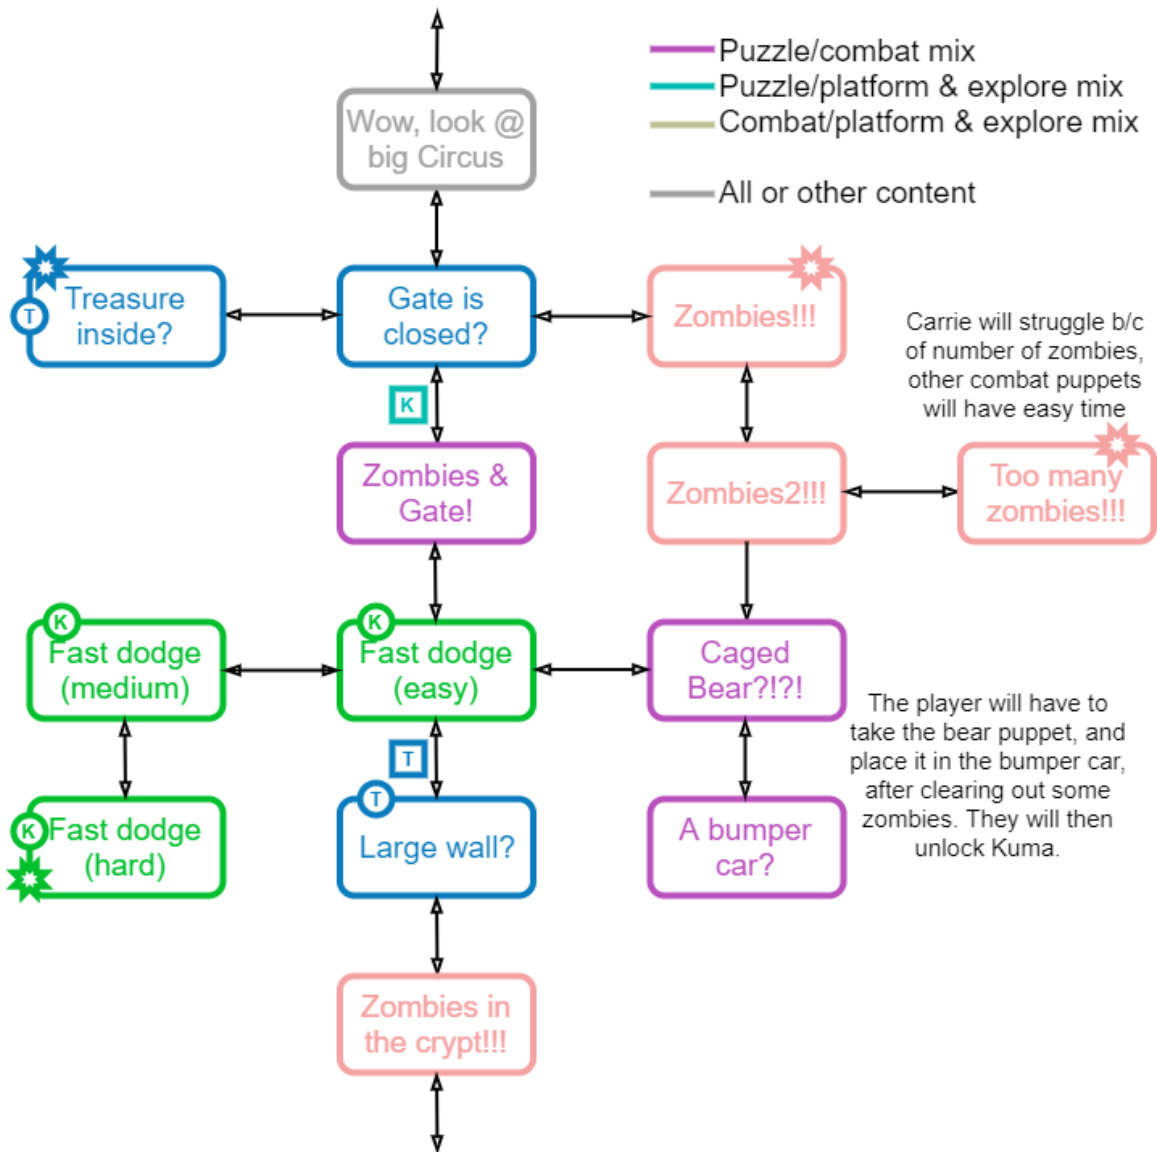 Puzzle/combat mix
Puzzle/platform & explore mix
Combat/platform & explore mix
All or other content
Wow, look @
big Circus
Treasure
inside?
T
Gate is
closed?
Zombies!!!
Carrie will struggle b/c
of number of zombies,
other combat puppets
will have easy time
K
Zombies &
Gate!
Zombies2!!!
Too many
zombies!!!
K
Fast dodge
(medium)
K
Fast dodge
(easy)
Caged
Bear?!?!
The player will have to
take the bear puppet, and
place it in the bumper car,
after clearing out some
zombies. They will then
unlock Kuma.
T
K
Fast dodge
(hard)
T
Large wall?
A bumper
car?
Zombies in
the crypt!!!